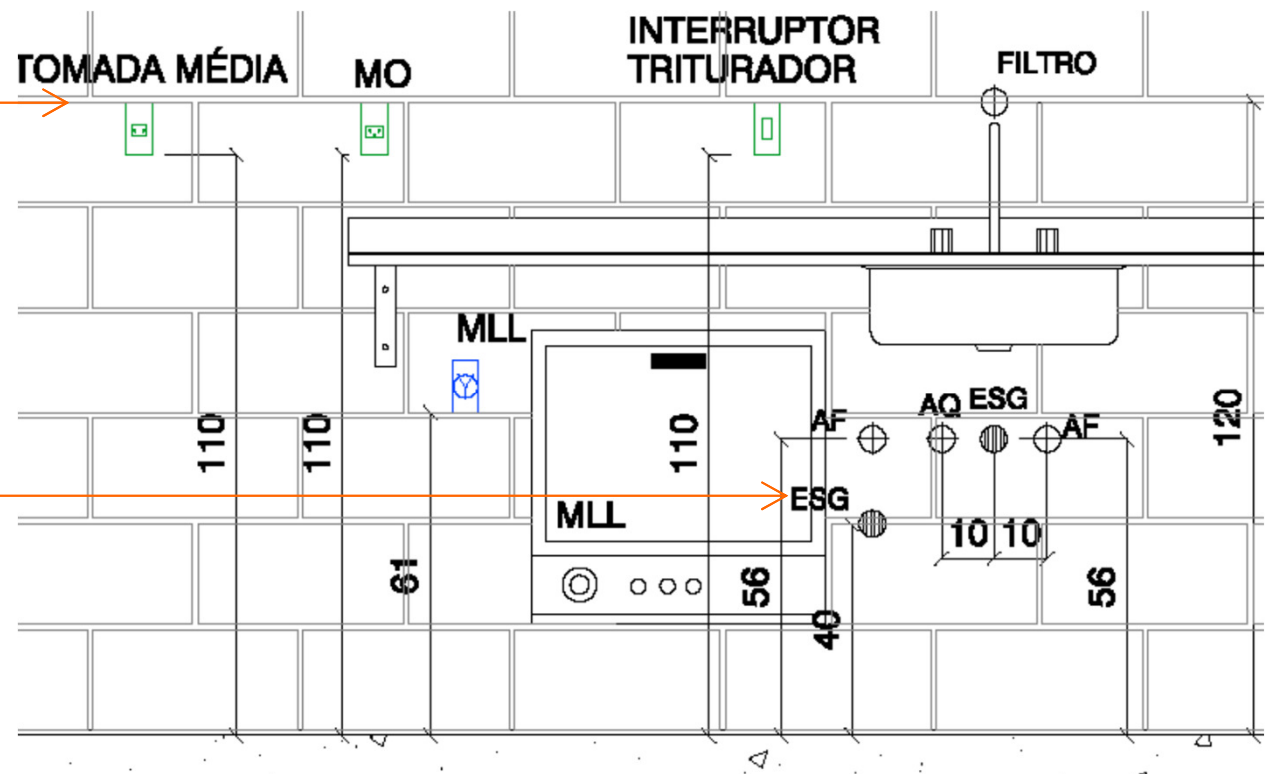 INTERRUPTOR
TRITURADOR
TOMADA MÉDIA
MO
FILTRO
MLL
110
110
110
120
AF
AQ
ESG
AF
ESG
MLL
10
10
61
56
40
56